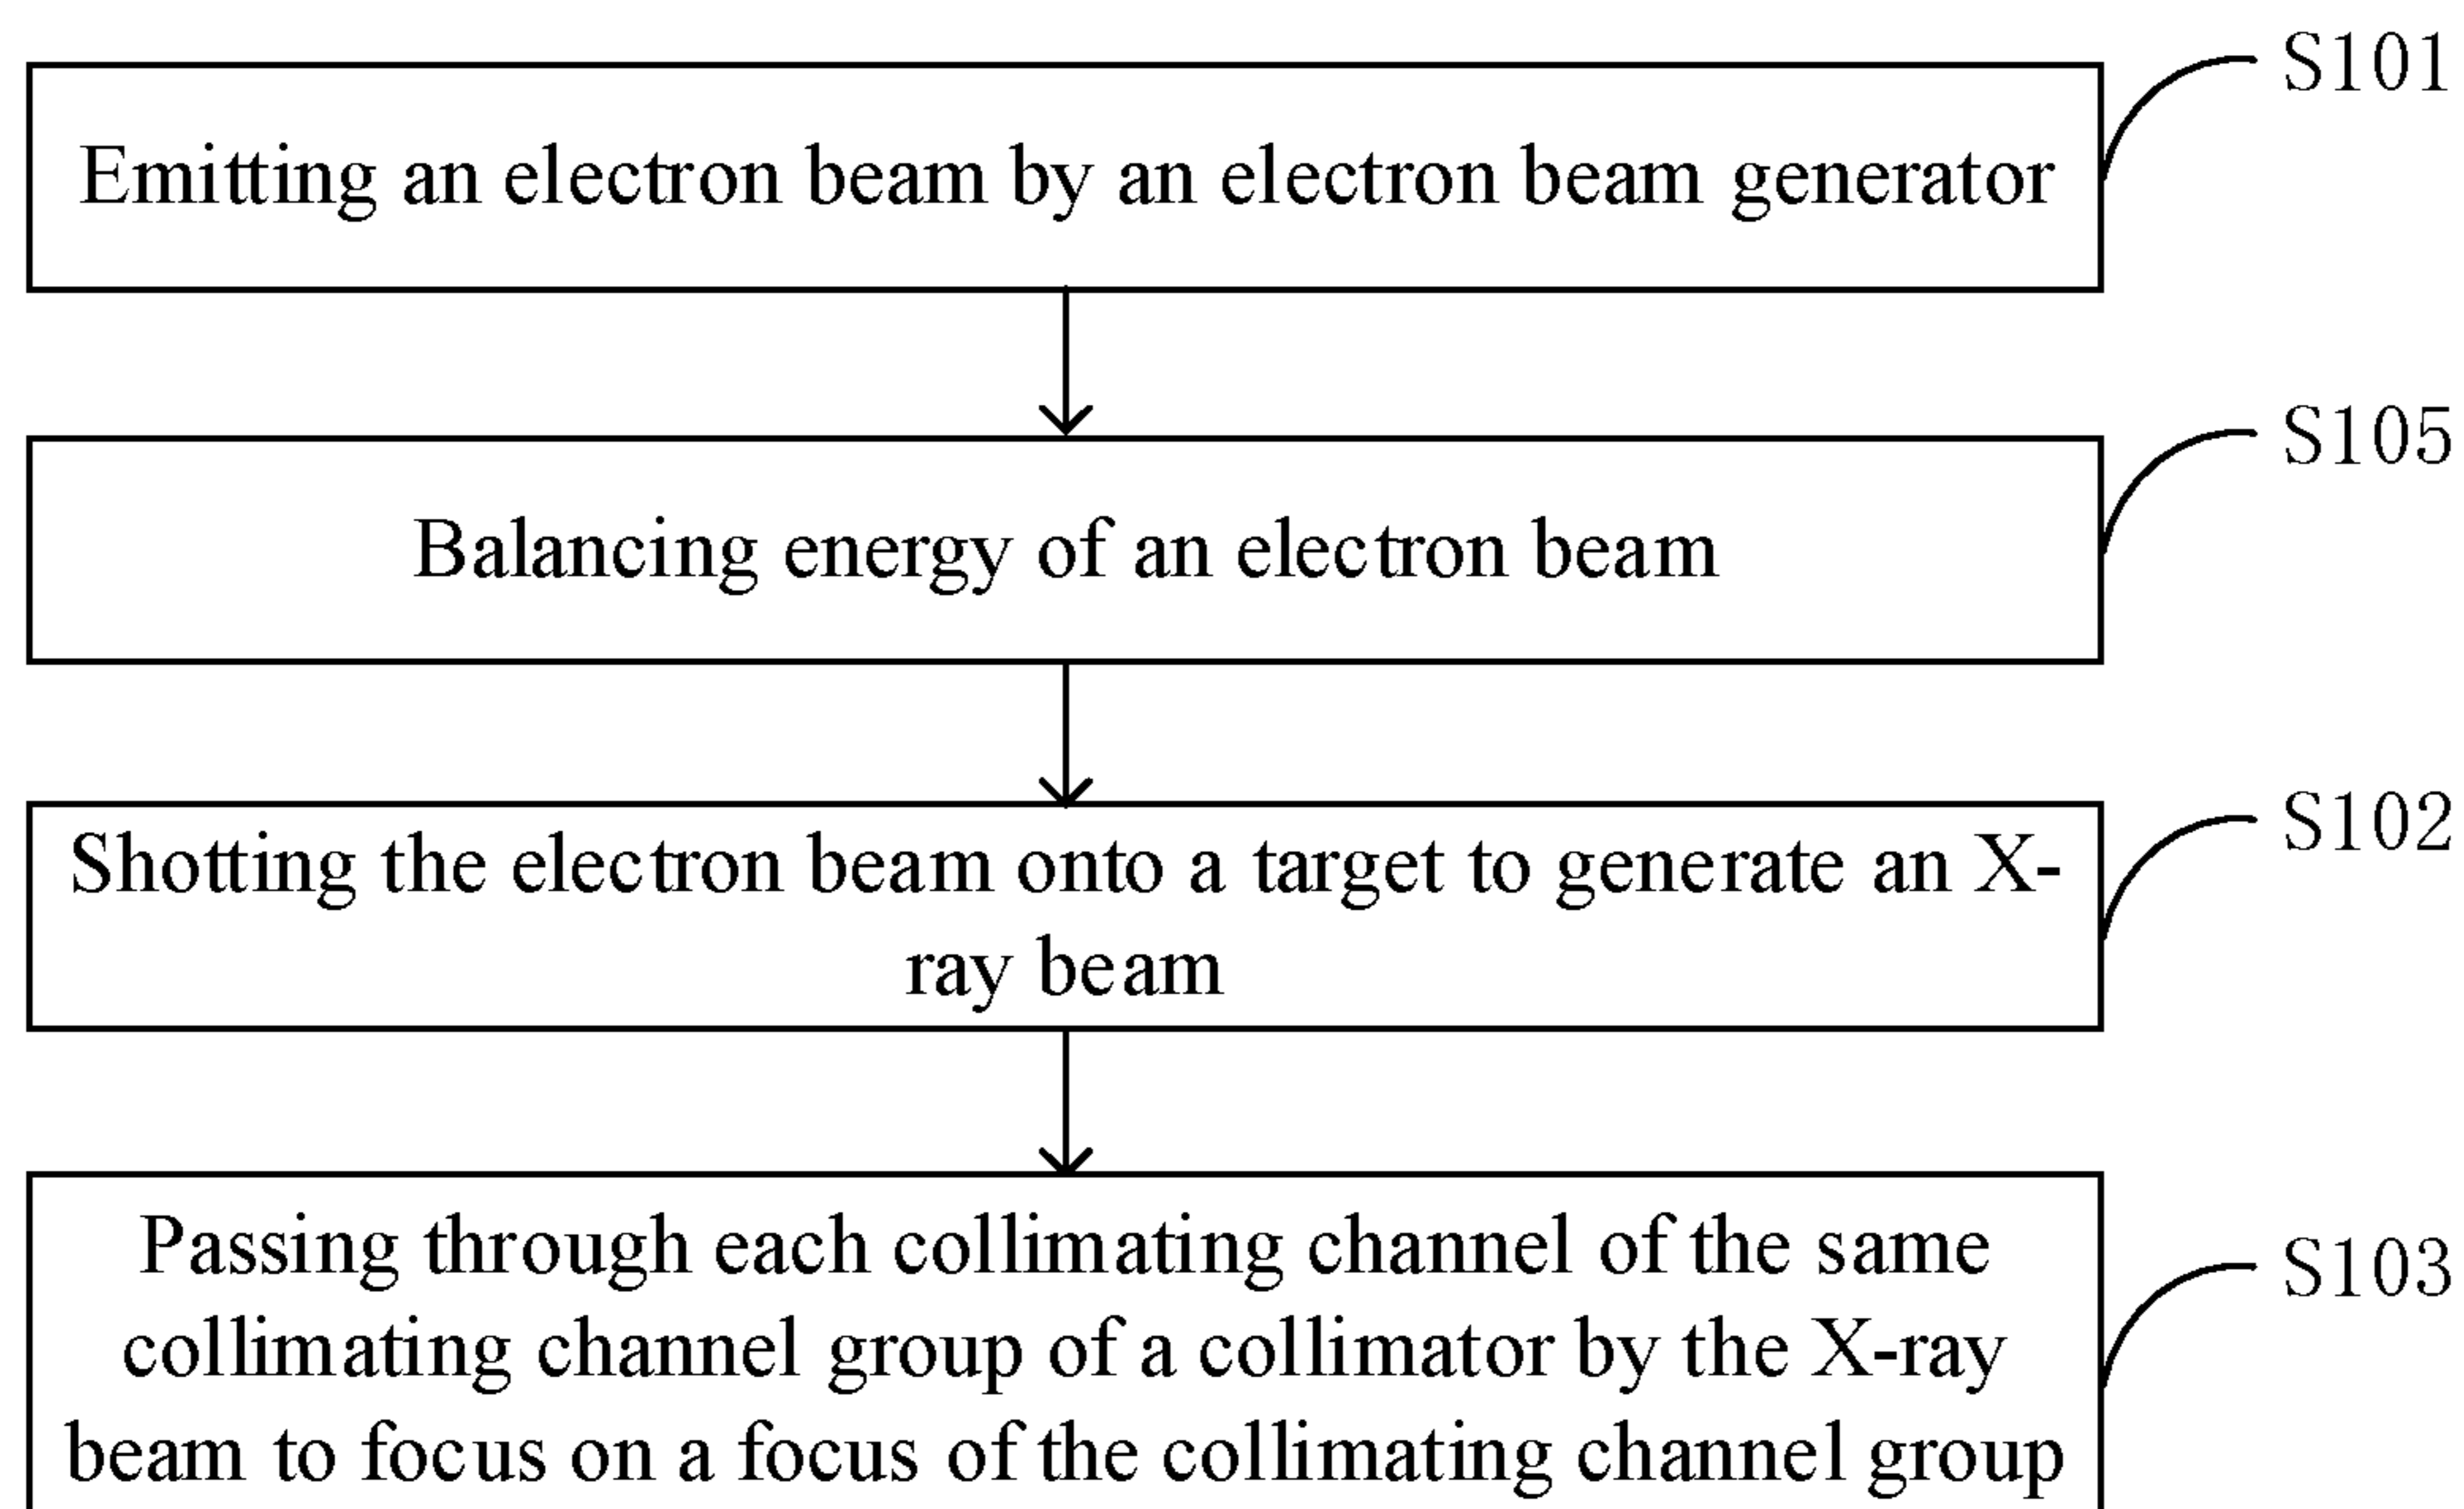 S101
Emitting an electron beam by an electron beam generator
S105
Balancing energy of an electron beam
S102
Shotting the electron beam onto a target to generate an X-
ray beam
S103
Passing through each collimating channel of the same
collimating channel group of a collimator by the X-ray
beam to focus on a focus of the collimating channel group